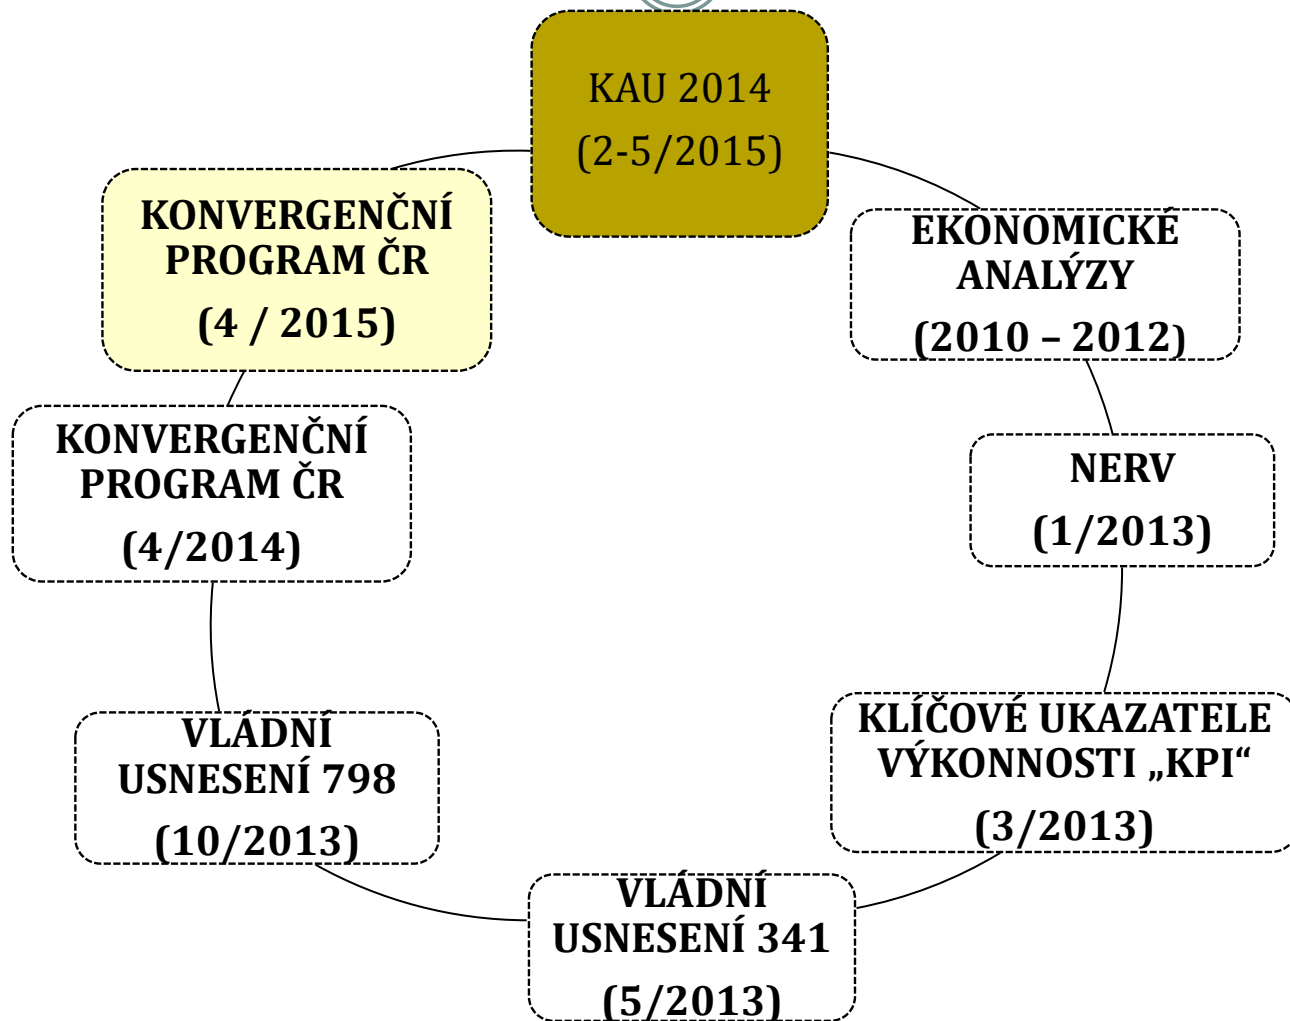 KAU 2014
(2-5/2015)
EKONOMICKÉ
ANALÝZY
(2010 – 2012)
NERV
(1/2013)
KLÍČOVÉ UKAZATELE
VÝKONNOSTI „KPI“
(3/2013)
VLÁDNÍ
USNESENÍ 341
(5/2013)
VLÁDNÍ
USNESENÍ 798
(10/2013)
KONVERGENČNÍ
PROGRAM ČR
(4/2014)
KONVERGENČNÍ
PROGRAM ČR
(4 / 2015)